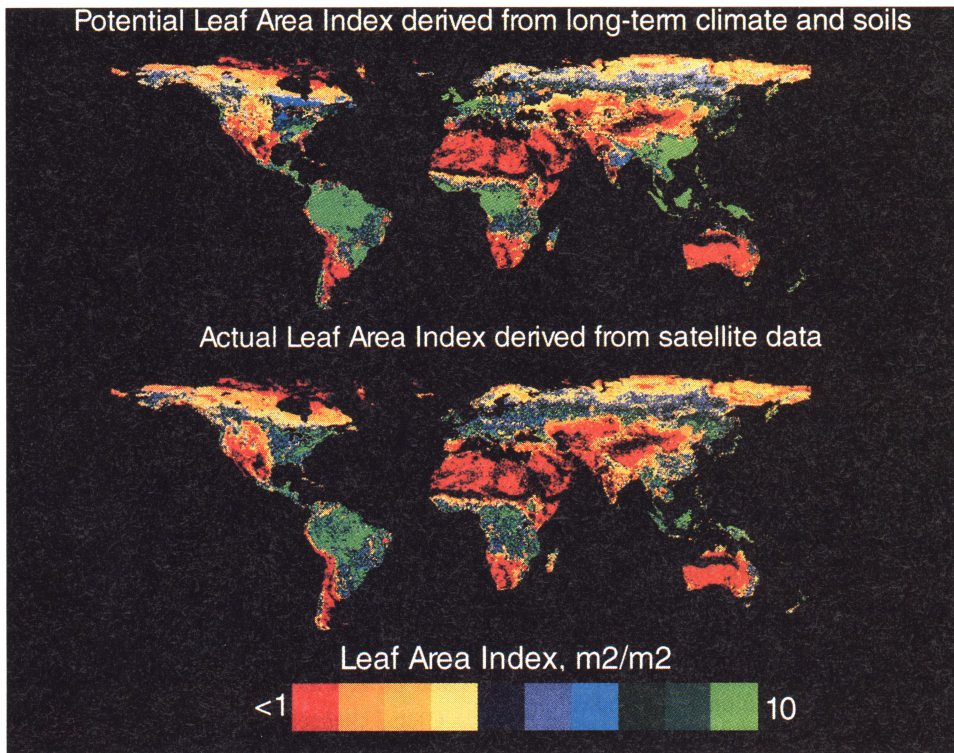 Potential Leaf Area Index derived from long-term climate and soils
Actual Leaf Area Index derived from satellite data
Leaf Area Index, m2/m2
<1 10